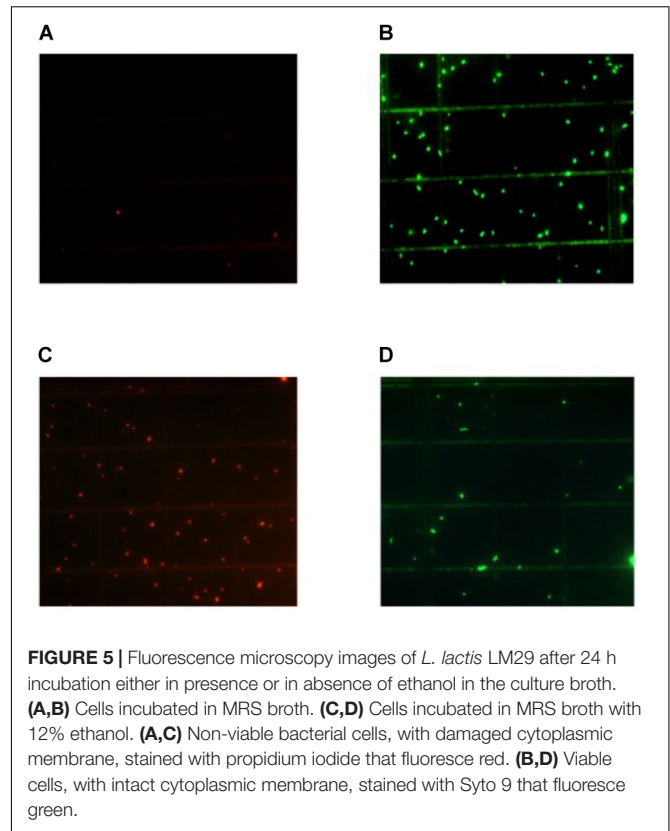 A
B
C
D
FIGURE 5 | Fluorescence microscopy images of L. lactis LM29 after 24 h
incubation either in presence or in absence of ethanol in the culture broth.
(A,B) Cells incubated in MRS broth. (C,D) Cells incubated in MRS broth with
12% ethanol. (A,C) Non-viable bacterial cells, with damaged cytoplasmic
membrane, stained with propidium iodide that fluoresce red. (B,D) Viable
cells, with intact cytoplasmic membrane, stained with Syto 9 that fluoresce
green.